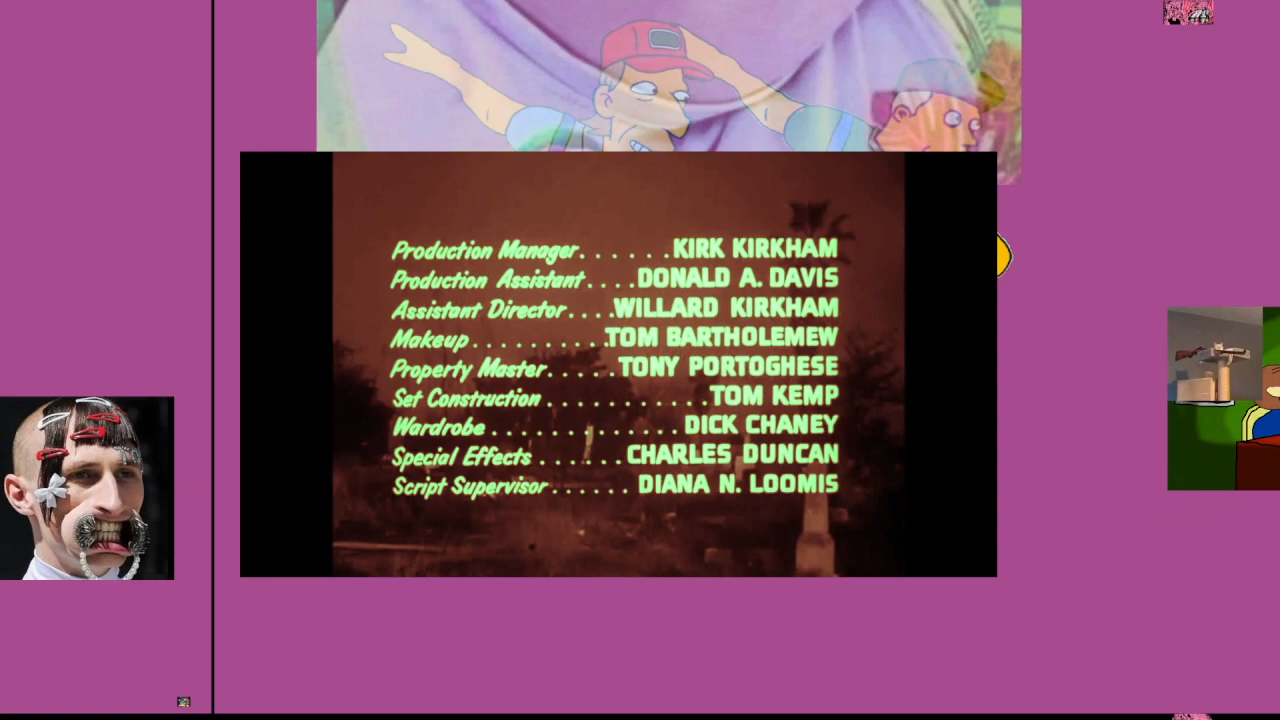 Production Manager.......KIRK KIRKHAM
Production Assistant....DONALD A. DAVIS
Assistant Director....WILLARD KIRKHAM
Makeup..........TOM BARTHOLEMEW
Property Master.....TONY PORTOGHESE
Set Construction............TOM KEMP
Wardrobe..............DICK CHANEY
Special Effects.......CHARLES DUNCAN
Script Supervisor...... DIANA N. LOOMIS